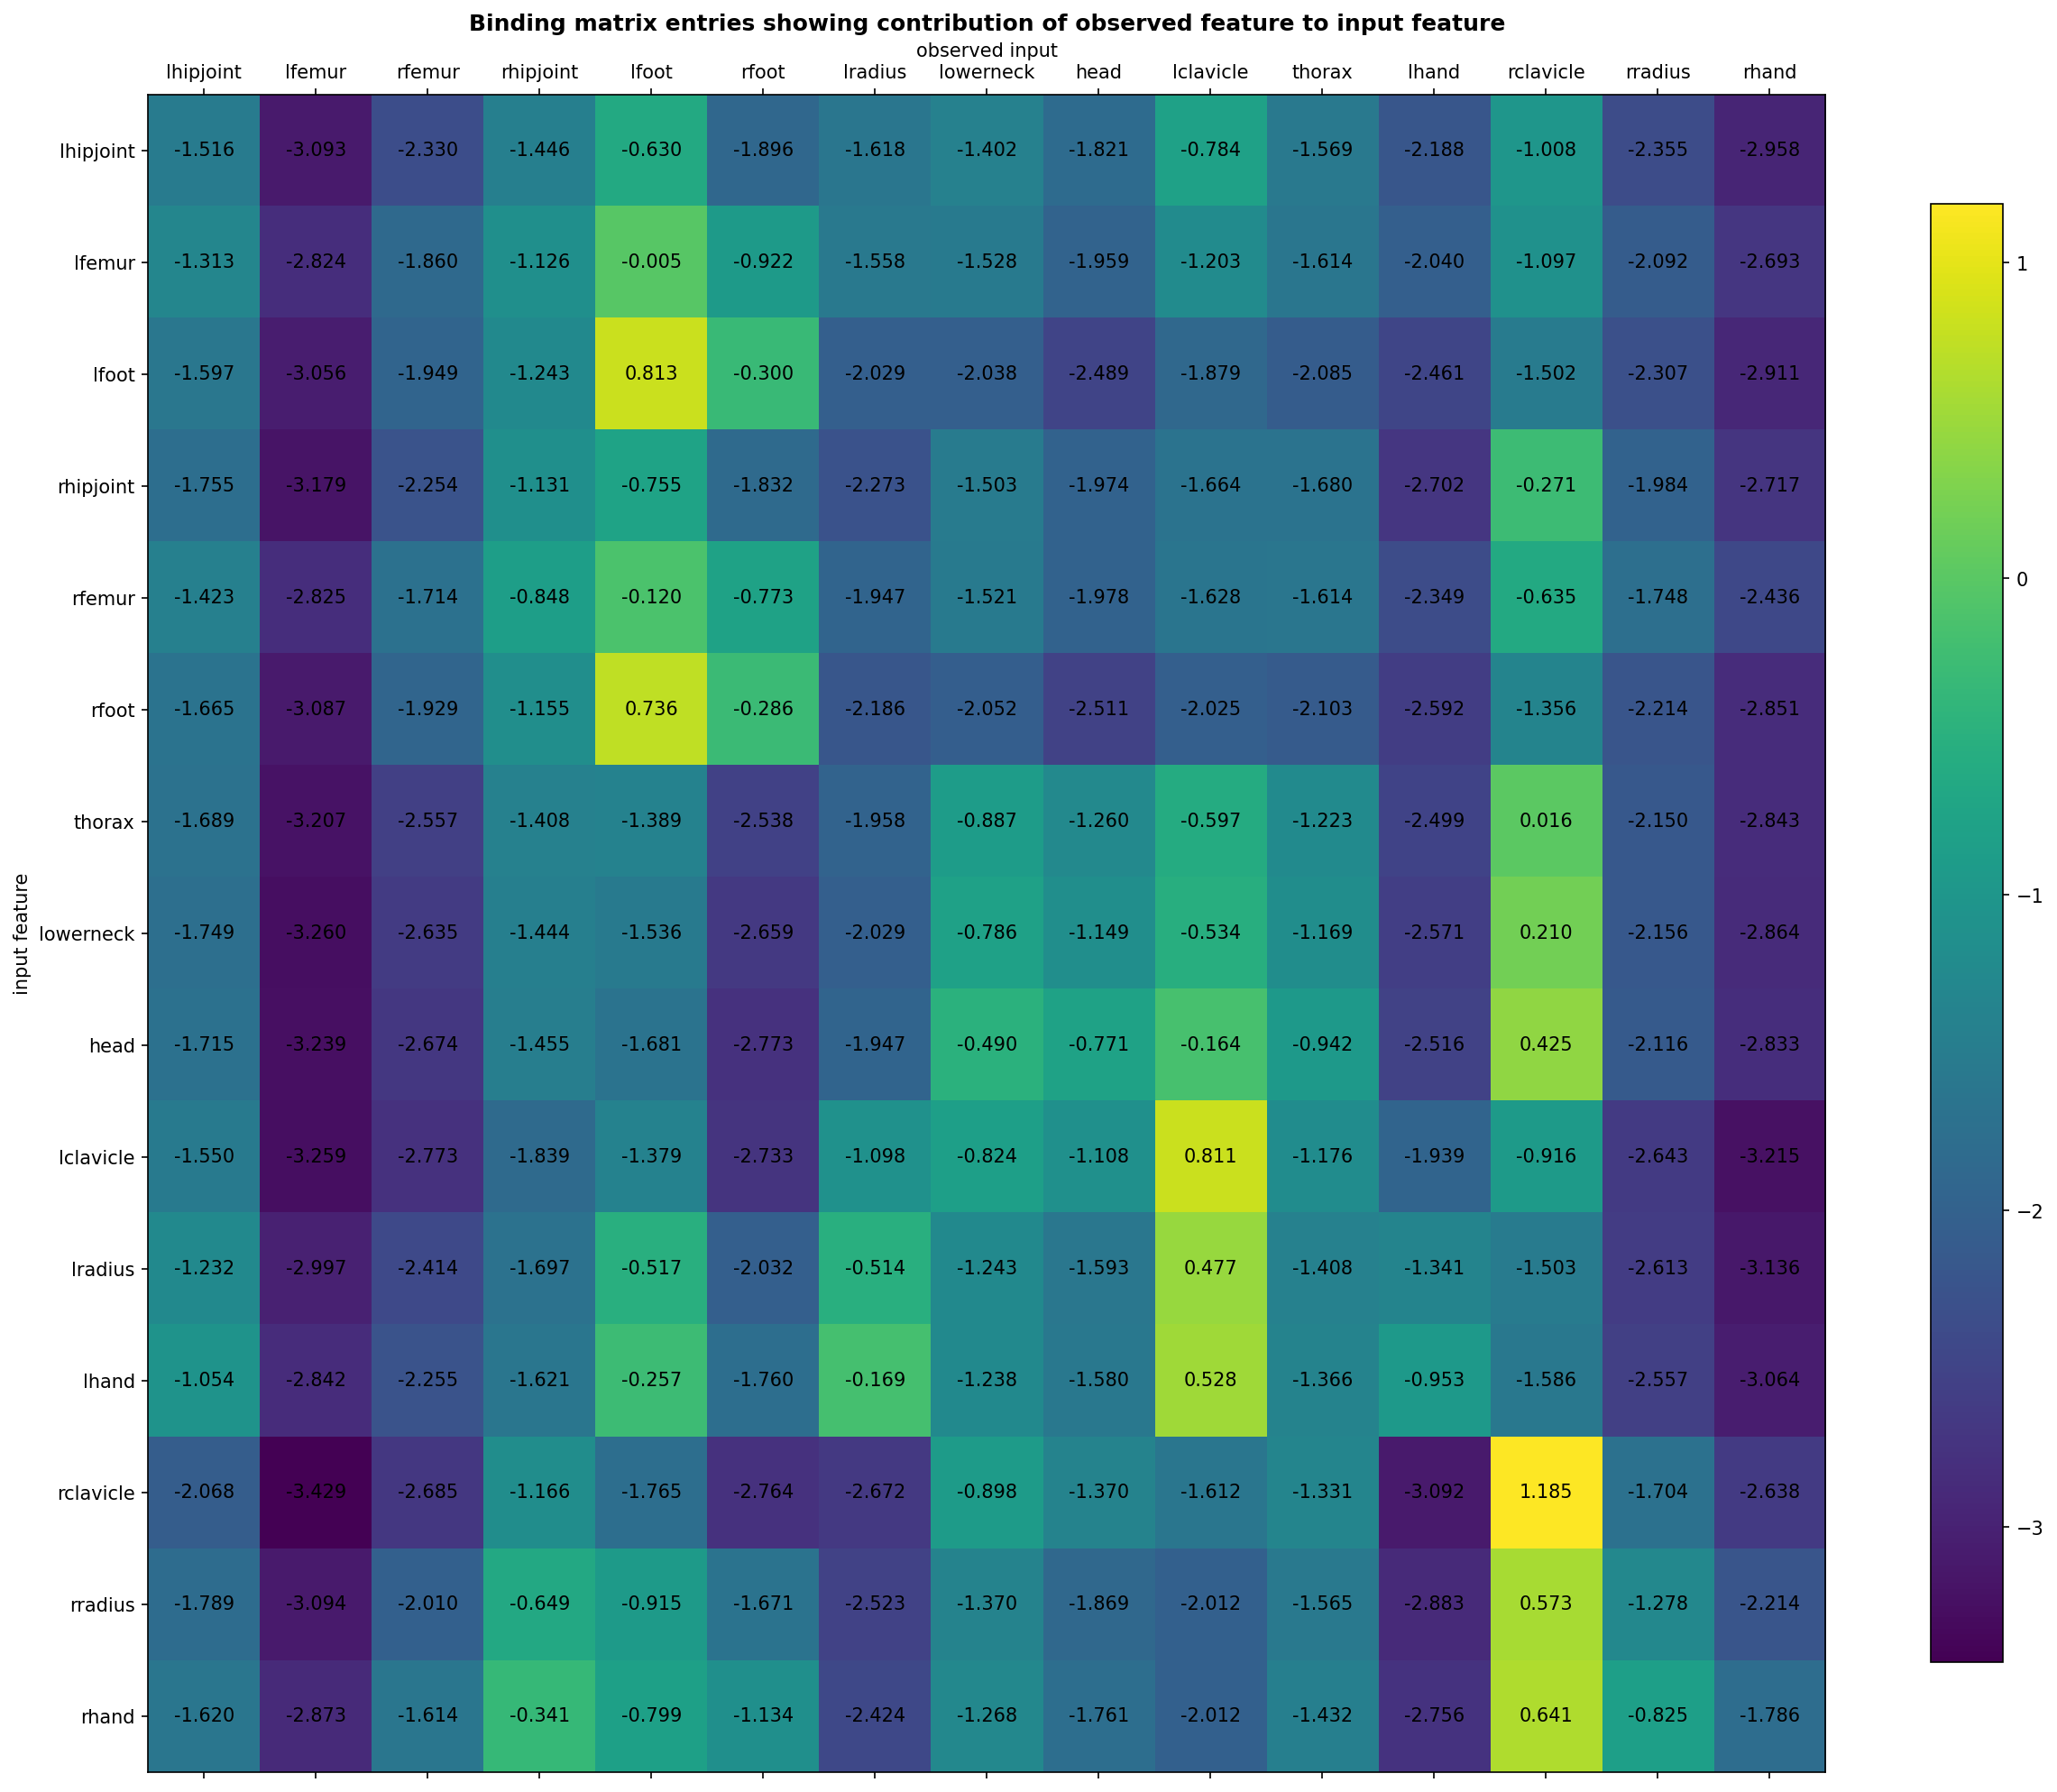 Binding matrix entries showing contribution of observed feature to input feature
observed input
lhipjoint lfemur rfemur rhipjoint lfoot rfoot lradius lowerneck head lclavicle thorax lhand rclavicle rradius rhand
lhipjoint -1.516 -3.093 -2.330 -1.446 -0.630 -1.896 -1.618 -1.402 -1.821 -0.784 -1.569 -2.188 -1.008 -2.355 -2.958
lfemur -1.313 -2.824 -1.860 -1.126 -0.005 -0.922 -1.558 -1.528 -1.959 -1.203 -1.614 -2.040 -1.097 -2.092 -2.693
lfoot -1.597 -3.056 -1.949 -1.243 0.813 -0.300 -2.029 -2.038 -2.489 -1.879 -2.085 -2.461 -1.502 -2.307 -2.911
rhipjoint -1.755 -3.179 -2.254 -1.131 -0.755 -1.832 -2.273 -1.503 -1.974 -1.664 -1.680 -2.702 -0.271 -1.984 -2.717
rfemur -1.423 -2.825 -1.714 -0.848 -0.120 -0.773 -1.947 -1.521 -1.978 -1.628 -1.614 -2.349 -0.635 -1.748 -2.436
rfoot -1.665 -3.087 -1.929 -1.155 0.736 -0.286 -2.186 -2.052 -2.511 -2.025 -2.103 -2.592 -1.356 -2.214 -2.851
thorax -1.689 -3.207 -2.557 -1.408 -1.389 -2.538 -1.958 -0.887 -1.260 -0.597 -1.223 -2.499 0.016 -2.150 -2.843
lowerneck -1.749 -3.260 -2.635 -1.444 -1.536 -2.659 -2.029 -0.786 -1.149 -0.534 -1.169 -2.571 0.210 -2.156 -2.864
head -1.715 -3.239 -2.674 -1.455 -1.681 -2.773 -1.947 -0.490 -0.771 -0.164 -0.942 -2.516 0.425 -2.116 -2.833
lclavicle -1.550 -3.259 -2.773 -1.839 -1.379 -2.733 -1.098 -0.824 -1.108 0.811 -1.176 -1.939 -0.916 -2.643 -3.215
lradius -1.232 -2.997 -2.414 -1.697 -0.517 -2.032 -0.514 -1.243 -1.593 0.477 -1.408 -1.341 -1.503 -2.613 -3.136
lhand -1.054 -2.842 -2.255 -1.621 -0.257 -1.760 -0.169 -1.238 -1.580 0.528 -1.366 -0.953 -1.586 -2.557 -3.064
rclavicle -2.068 -3.429 -2.685 -1.166 -1.765 -2.764 -2.672 -0.898 -1.370 -1.612 -1.331 -3.092 1.185 -1.704 -2.638
rradius -1.789 -3.094 -2.010 -0.649 -0.915 -1.671 -2.523 -1.370 -1.869 -2.012 -1.565 -2.883 0.573 -1.278 -2.214
rhand -1.620 -2.873 -1.614 -0.341 -0.799 -1.134 -2.424 -1.268 -1.761 -2.012 -1.432 -2.756 0.641 -0.825 -1.786
input feature
1
0
−1
−2
−3